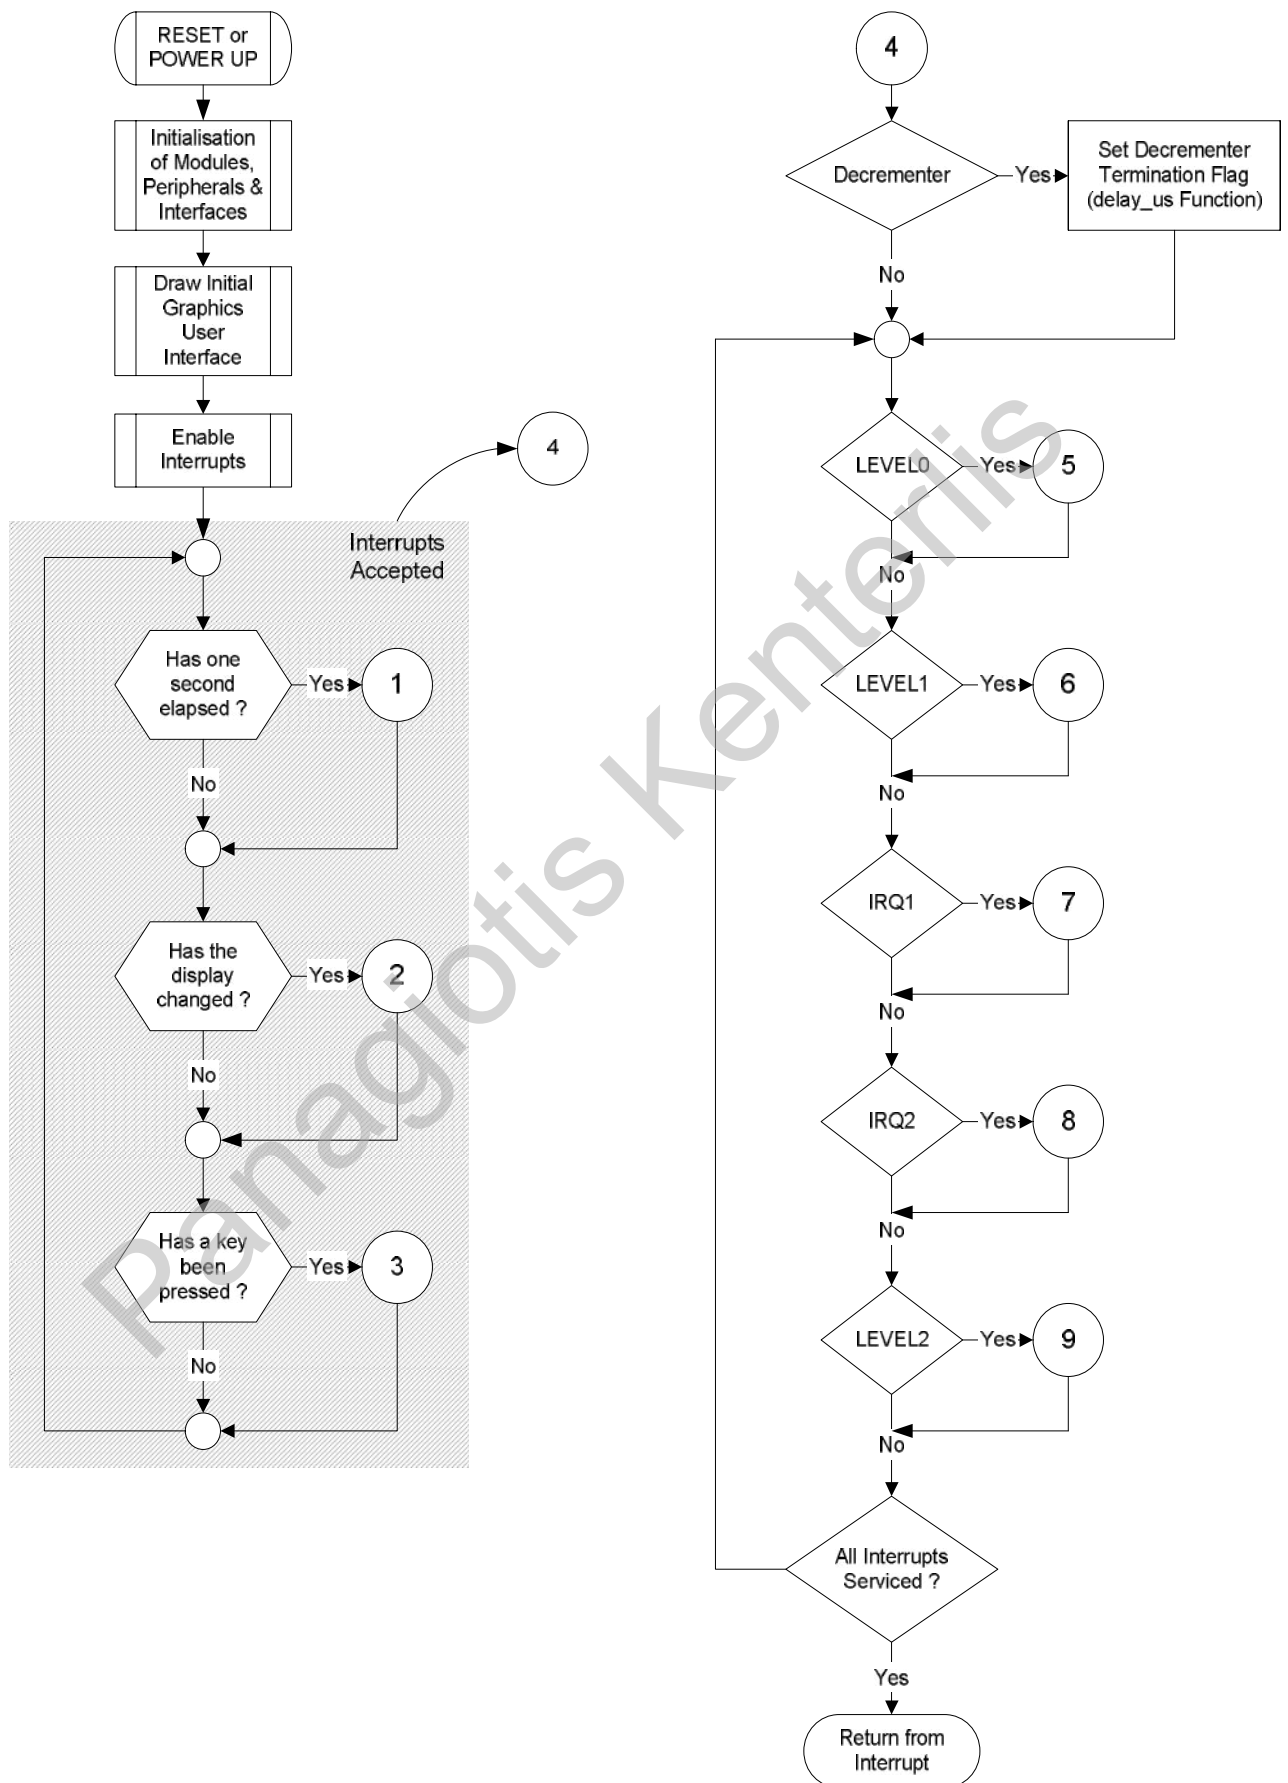 RESET or
POWER UP
Initialisation
of Modules,
Peripherals &
Interfaces
Draw Initial
Graphics
User
Interface
Enable
Interrupts
4
Interrupts
Accepted
Has one
second
elapsed ?
Yes
1
No
Has the
display
changed ?
Yes
2
No
Has a key
been
pressed ?
Yes
3
No
4
Decrementer
Yes
Set Decrementer
Termination Flag
(delay_us Function)
No
LEVEL0
Yes
5
No
LEVEL1
Yes
6
No
IRQ1
Yes
7
No
IRQ2
Yes
8
No
LEVEL2
Yes
9
No
All Interrupts
Serviced ?
Yes
Return from
Interrupt
Panagiotis Kenterlis